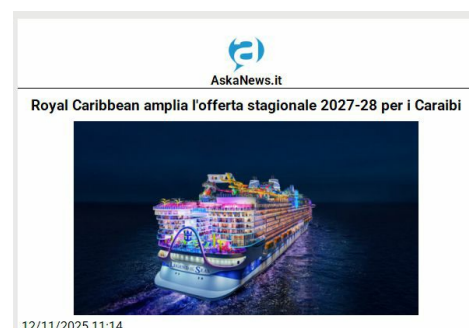 AskaNews.it
Royal Caribbean amplia l'offerta stagionale 2027-28 per i Caraibi
12/11/2025 11:14